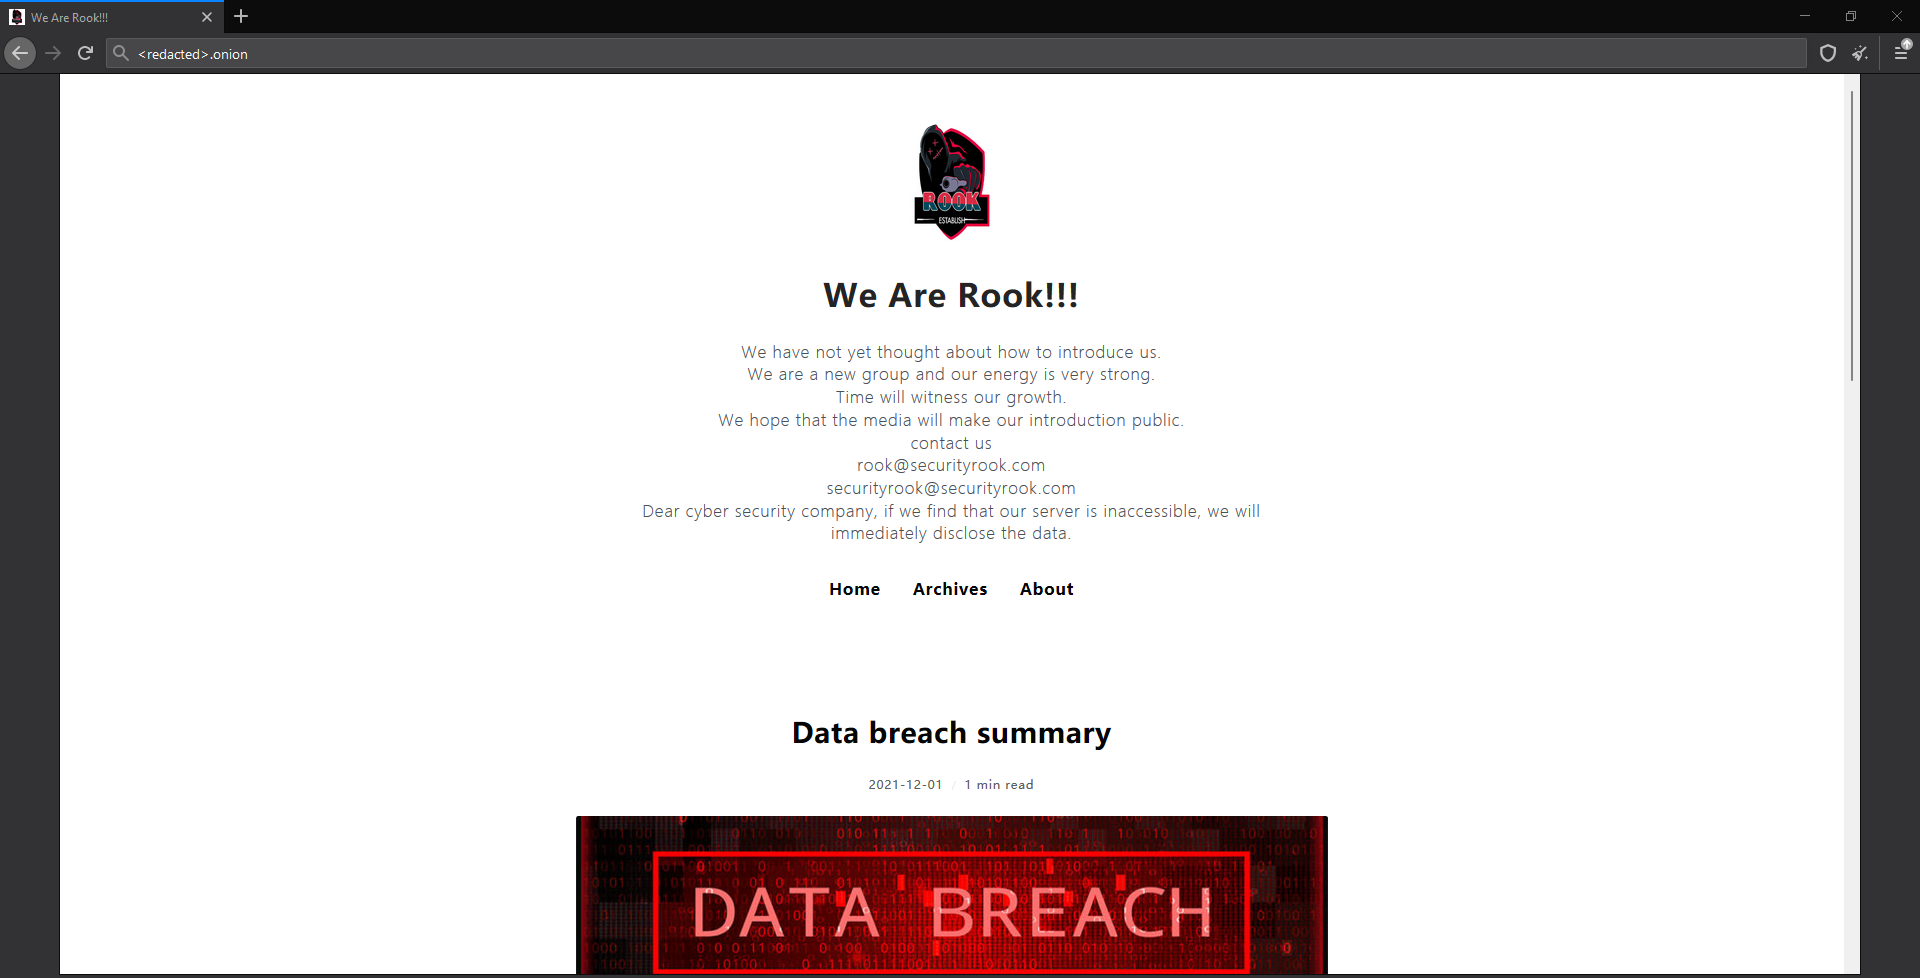 We Are Rook!!!
<redacted>.onion
ROOK
ESTABLISH
We Are Rook!!!
We have not yet thought about how to introduce us.
We are a new group and our energy is very strong.
Time will witness our growth.
We hope that the media will make our introduction public.
contact us
rook@securityrook.com
securityrook@securityrook.com
Dear cyber security company, if we find that our server is inaccessible, we will
immediately disclose the data.
Home Archives About
Data breach summary
2021-12-01 / 1 min read
DATA BREACH